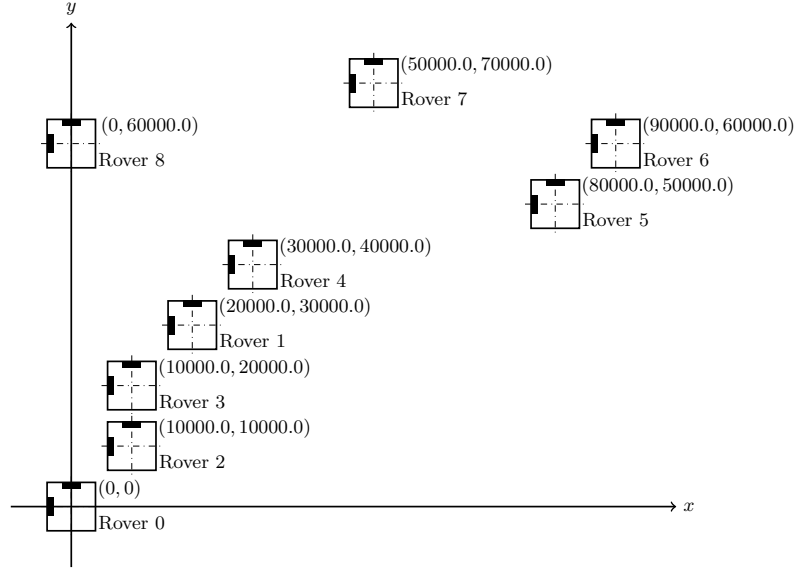 y
(50000.0, 70000.0)
Rover 7
(0, 60000.0)
Rover 8
(90000.0, 60000.0)
Rover 6
(80000.0, 50000.0)
Rover 5
(30000.0, 40000.0)
Rover 4
(20000.0, 30000.0)
Rover 1
(10000.0, 20000.0)
Rover 3
(10000.0, 10000.0)
Rover 2
(0, 0)
Rover 0
x